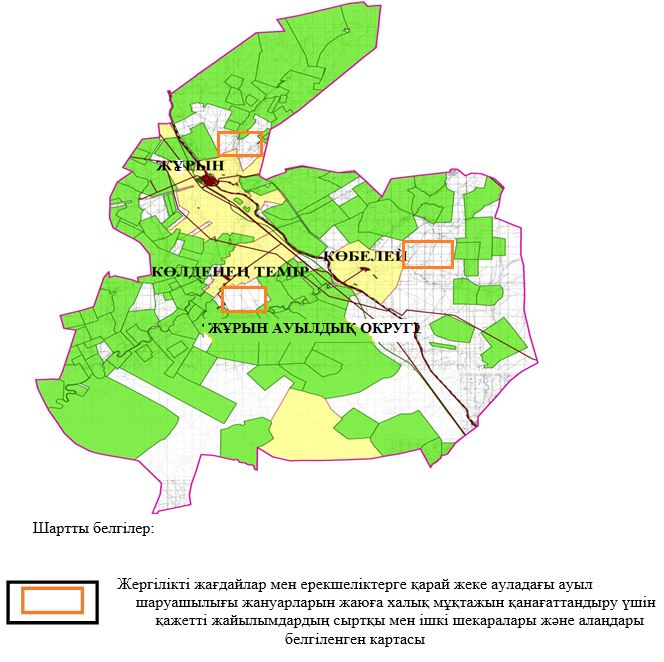 ЖҰРЫН
КӨБЕЛЕЙ
КӨЛДЕНЕҢ ТЕМІР
ЖҰРЫН АУЫЛДЫҚ ОКРУГІ
Шартты белгілер:
Жергілікті жағдайлар мен ерекшеліктерге қарай жеке ауладағы ауыл
шаруашылығы жануарларын жаюға халық мұқтажын қанағаттандыру үшін
қажетті жайылымдардың сыртқы мен ішкі шекаралары және алаңдары
белгіленген картасы